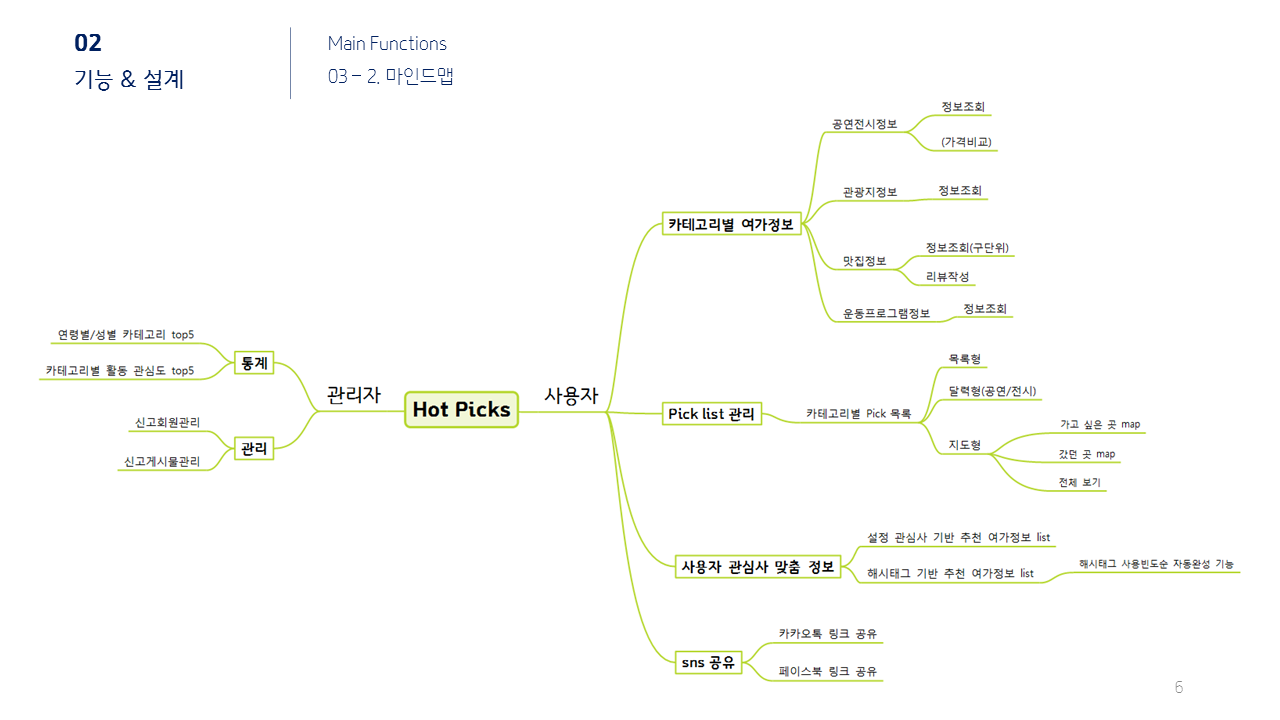 02
기능 & 설계
Main Functions
03 – 2. 마인드맵
Hot Picks
관리자
통계
연령별/성별 카테고리 top5
카테고리별 활동 관심도 top5
관리
신고회원관리
신고게시물관리
사용자
카테고리별 여가정보
공연전시정보
정보조회
(가격비교)
관광지정보
정보조회
맛집정보
정보조회(구단위)
리뷰작성
운동프로그램정보
정보조회
Pick list 관리
카테고리별 Pick 목록
목록형
달력형(공연/전시)
지도형
가고 싶은 곳 map
갔던 곳 map
전체 보기
사용자 관심사 맞춤 정보
설정 관심사 기반 추천 여가정보 list
해시태그 기반 추천 여가정보 list
해시태그 사용빈도순 자동완성 기능
sns 공유
카카오톡 링크 공유
페이스북 링크 공유
6